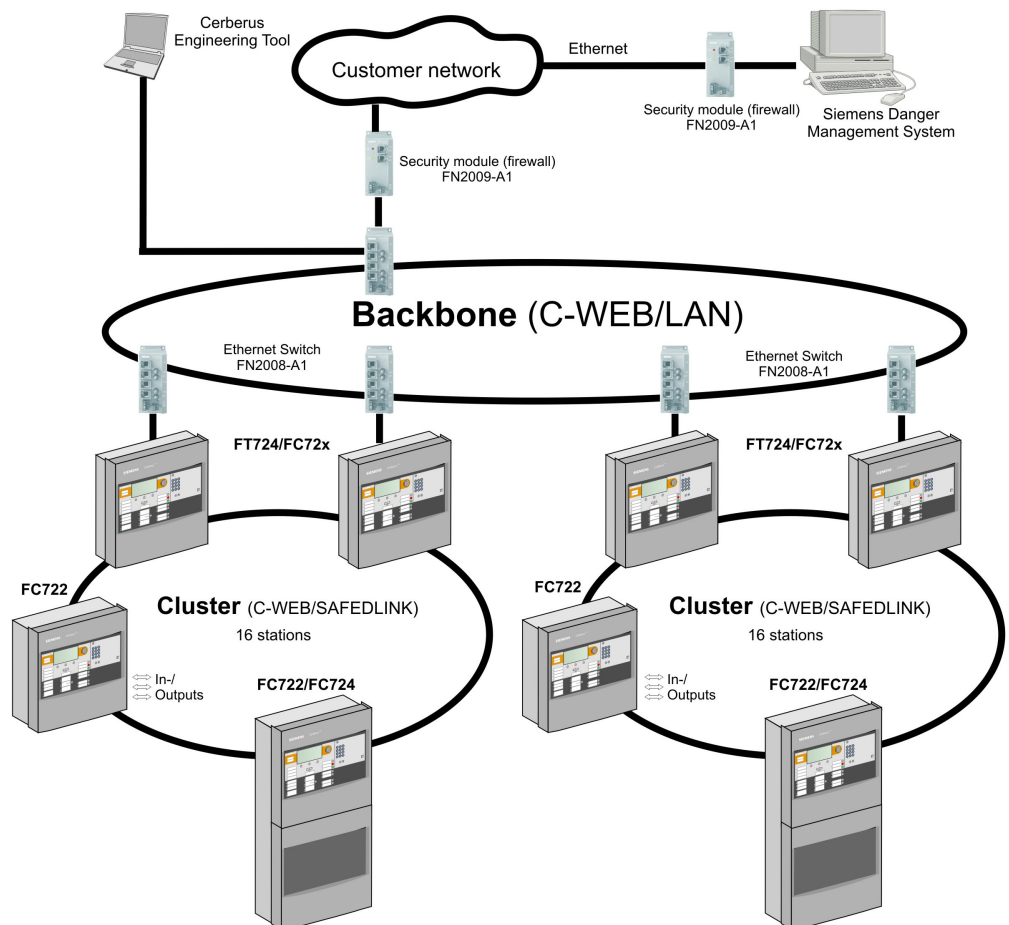 Cerberus
Engineering Tool
Customer network
Ethernet
Security module (firewall)
FN2009-A1
Siemens Danger
Management System
Security module (firewall)
FN2009-A1
Backbone (C-WEB/LAN)
Ethernet Switch
FN2008-A1
Ethernet Switch
FN2008-A1
FT724/FC72x
FT724/FC72x
FC722
Cluster (C-WEB/SAFEDLINK)
16 stations
In-/
Outputs
FC722/FC724
FC722
Cluster (C-WEB/SAFEDLINK)
16 stations
In-/
Outputs
FC722/FC724